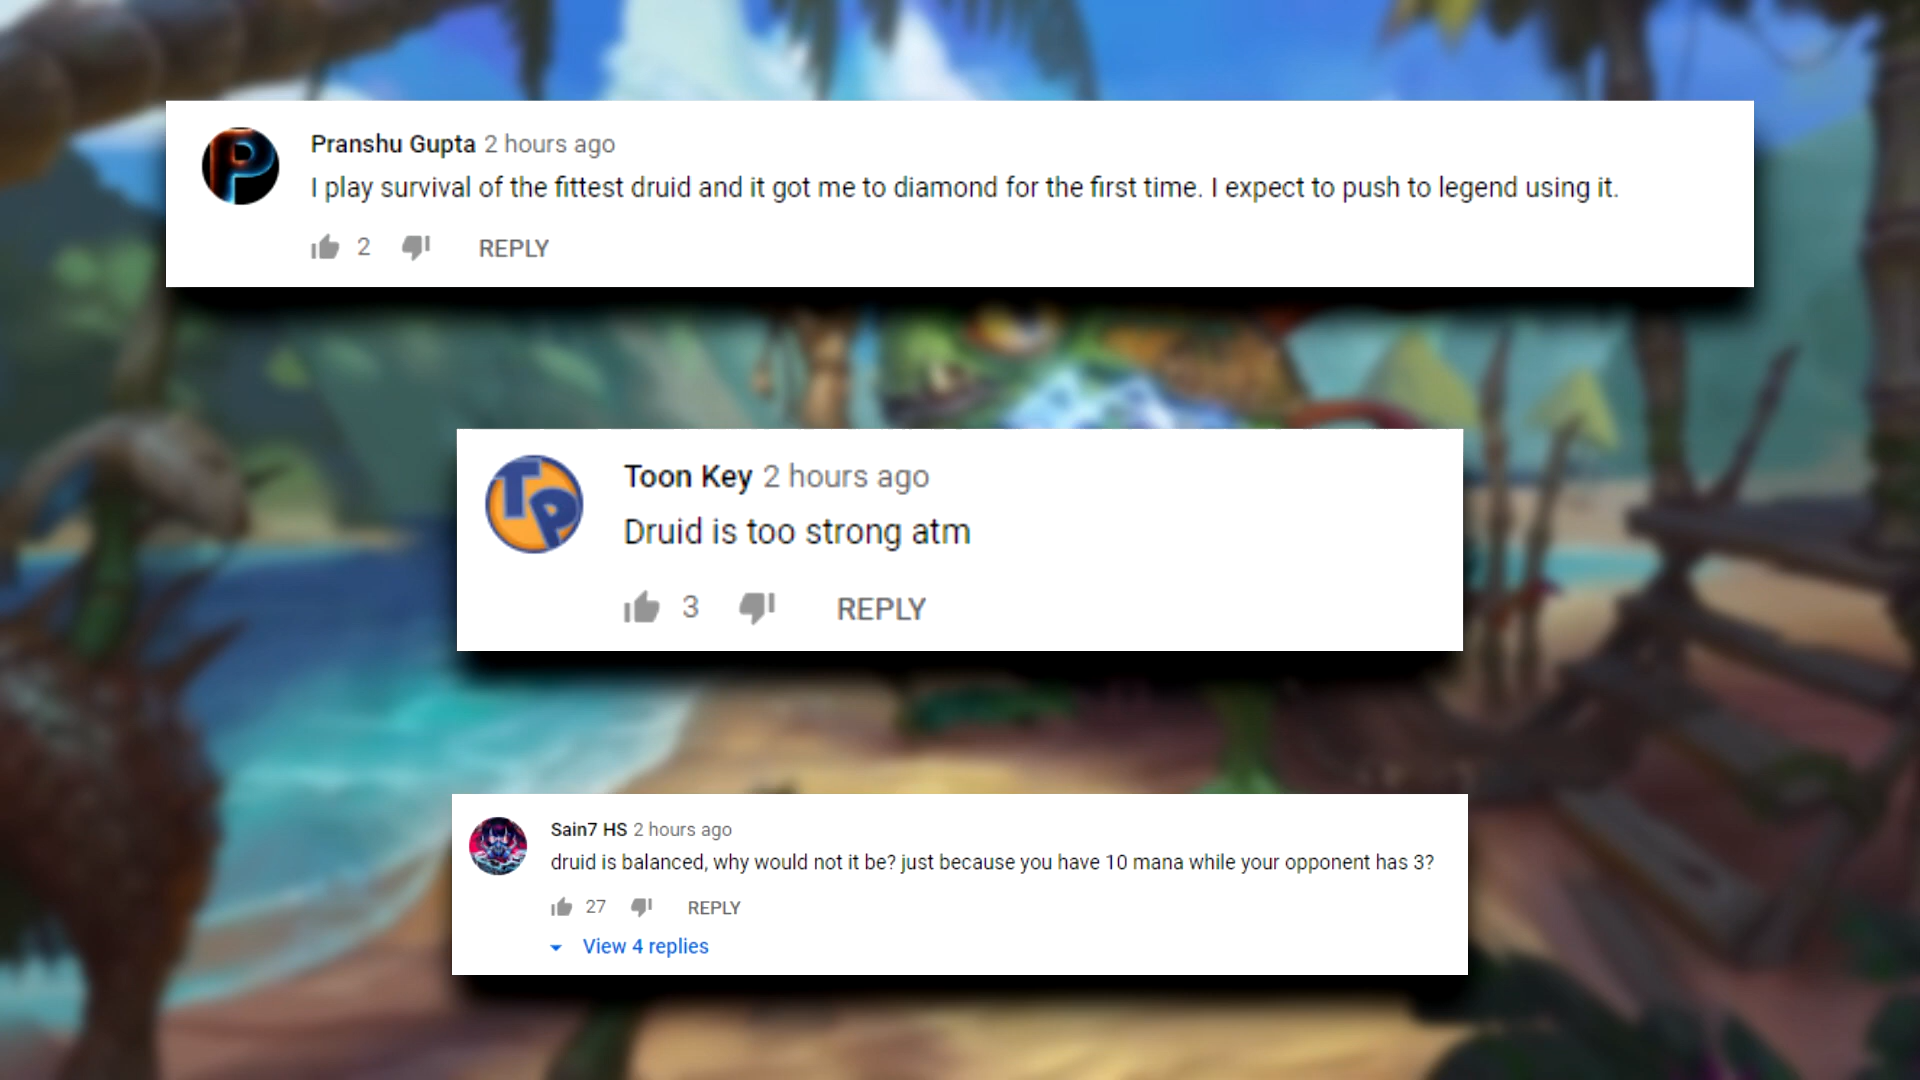 Pranshu Gupta 2 hours ago
I play survival of the fittest druid and it got me to diamond for the first time. I expect to push to legend using it.
2 REPLY
Toon Key 2 hours ago
Druid is too strong atm
3 REPLY
Sain7 HS 2 hours ago
druid is balanced, why would not it be? just because you have 10 mana while your opponent has 3?
27 REPLY
View 4 replies
P
TP